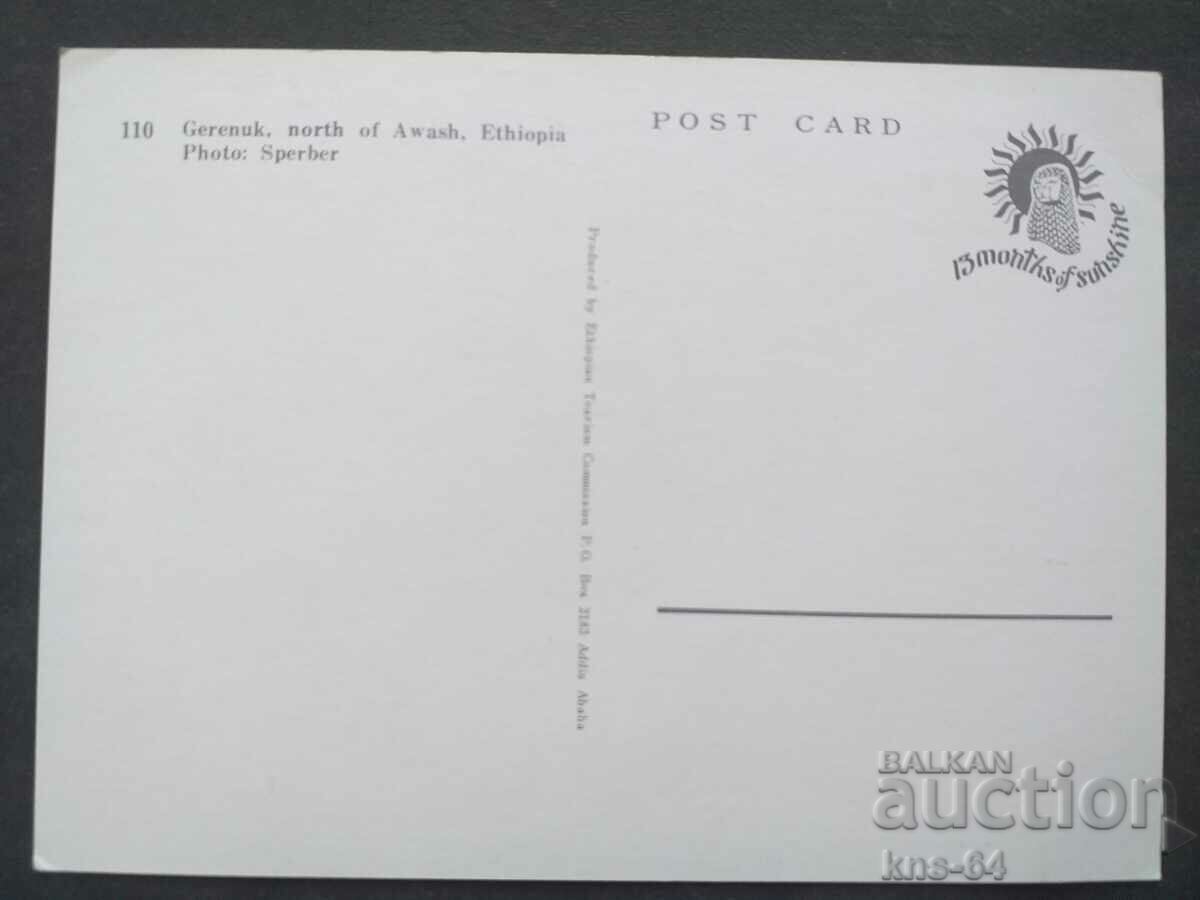 110 Gerenuk, north of Awash, Ethiopia
Photo: Sperber
POST CARD
13 months of sunshine
Produced by Ethiopian Tourism Commission P.O. Box 3183 Addis Ababa
BALKAN
auction
kns-64